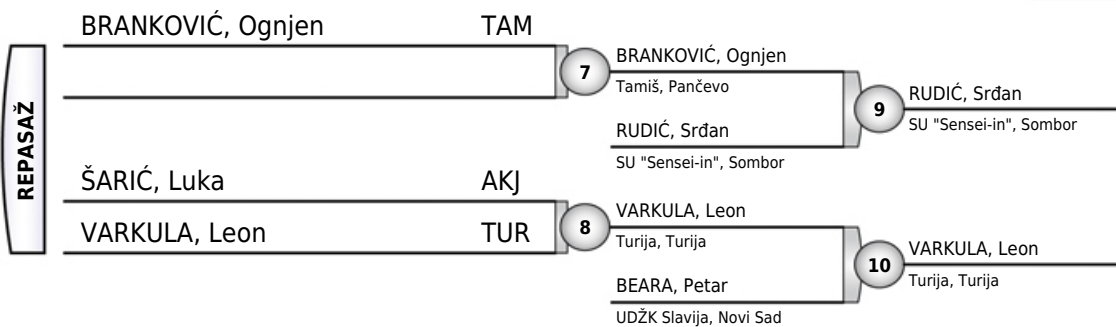 REPASAŽ
BRANKOVIĆ, Ognjen TAM
ŠARIĆ, Luka AKJ
VARKULA, Leon TUR
7
BRANKOVIĆ, Ognjen
Tamiš, Pančevo
RUDIĆ, Srđan
SU "Sensei-in", Sombor
8
VARKULA, Leon
Turija, Turija
BEARA, Petar
UDŽK Slavija, Novi Sad
9
RUDIĆ, Srđan
SU "Sensei-in", Sombor
10
VARKULA, Leon
Turija, Turija